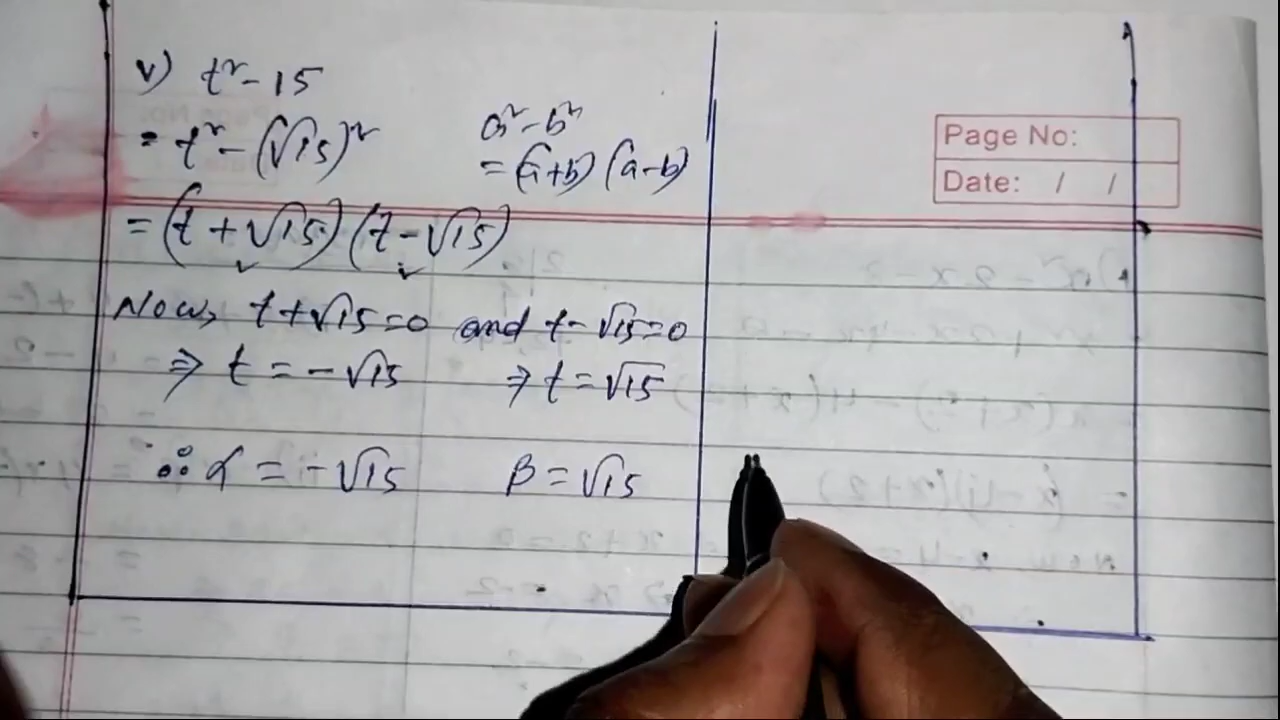 v) t² - 15
= t² - (√15)²
a² - b²
= (a+b) (a-b)
= (t + √15) (t - √15)
Now, t + √15 = 0 and t - √15 = 0
⇒ t = -√15 ⇒ t = √15
∴ α = -√15 β = √15
Page No:
Date: / /